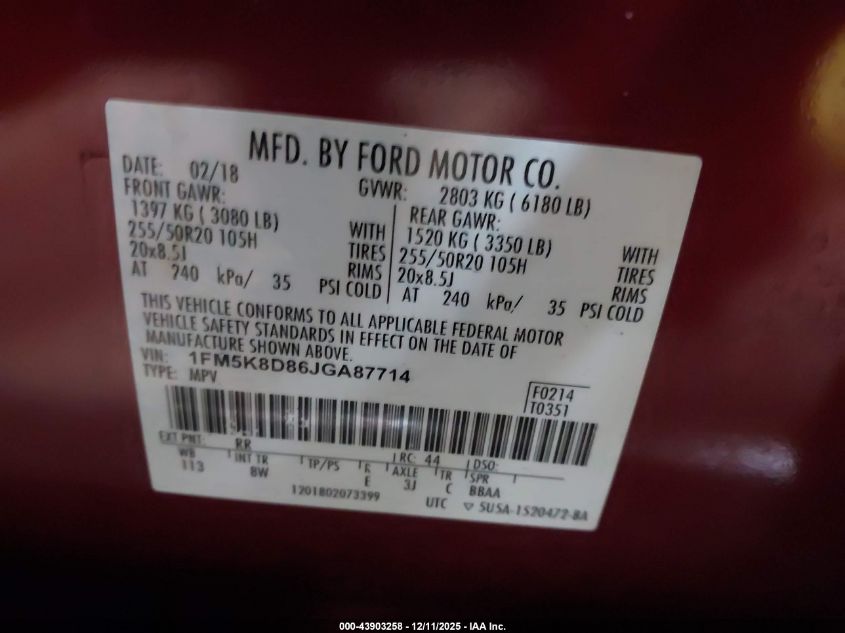 MFD. BY FORD MOTOR CO.
DATE: 02/18 GVWR: 2803 KG ( 6180 LB)
FRONT GAWR: REAR GAWR:
1397 KG ( 3080 LB) WITH 1520 KG ( 3350 LB) WITH
255/50R20 105H TIRES 255/50R20 105H TIRES
20x8.5J RIMS 20x8.5J RIMS
AT 240 kPa/ 35 PSI COLD AT 240 kPa/ 35 PSI COLD
THIS VEHICLE CONFORMS TO ALL APPLICABLE FEDERAL MOTOR
VEHICLE SAFETY STANDARDS IN EFFECT ON THE DATE OF
MANUFACTURE SHOWN ABOVE.
VIN: 1FM5K8D86JGA87714
TYPE: MPV
F0214
T0351
EXT PNT: RR RC: 44 DSO:
WB INT TR TP/PS R AXLE TR SPR
113 8W E 3J C BBAA
1201802073399 UTC ▽ 5USA-1520472-BA
000-43903258 - 12/11/2025 - IAA Inc.